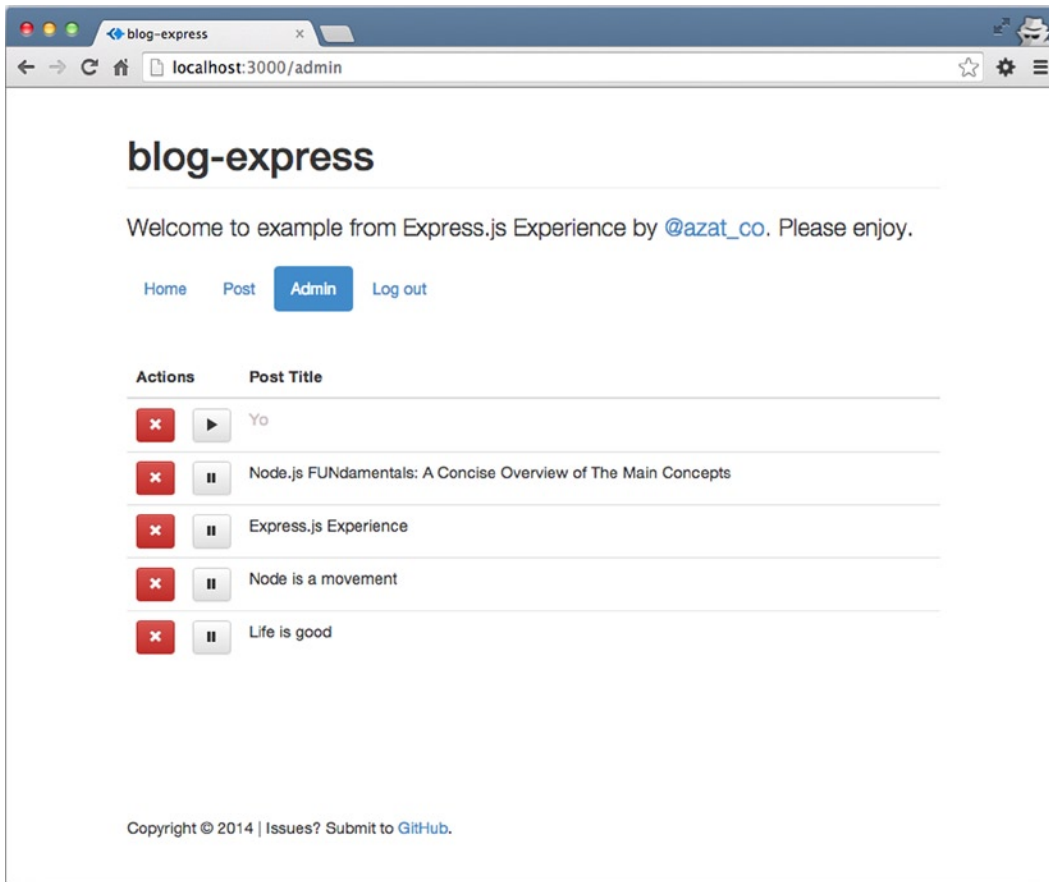 blog-express
localhost:3000/admin
blog-express
Welcome to example from Express.js Experience by @azat_co. Please enjoy.
Home Post Admin Log out
Actions Post Title
Yo
Node.js FUNdamentals: A Concise Overview of The Main Concepts
Express.js Experience
Node is a movement
Life is good
Copyright © 2014 | Issues? Submit to GitHub.